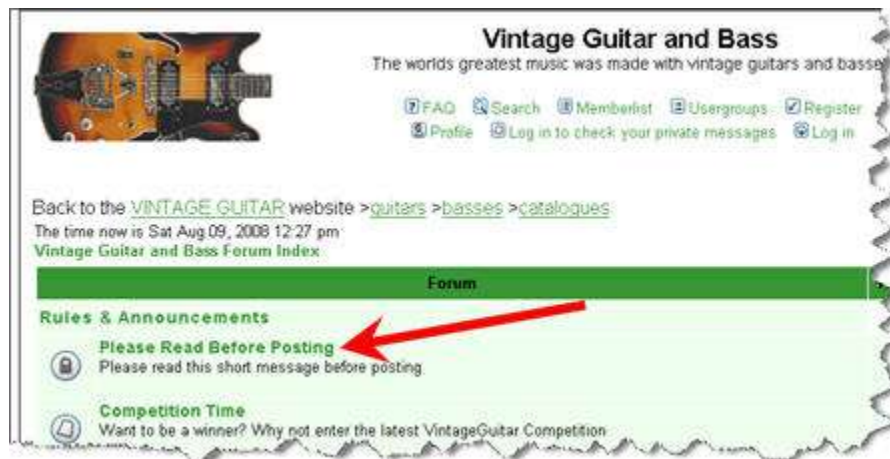 Vintage Guitar and Bass
The worlds greatest music was made with vintage guitars and basse
FAQ Search Memberlist Usergroups Register
Profile Log in to check your private messages Log in
Back to the VINTAGE GUITAR website >guitars >basses >catalogues
The time now is Sat Aug 09, 2008 12:27 pm
Vintage Guitar and Bass Forum Index
Forum
Rules & Announcements
Please Read Before Posting
Please read this short message before posting
Competition Time
Want to be a winner? Why not enter the latest VintageGuitar Competition